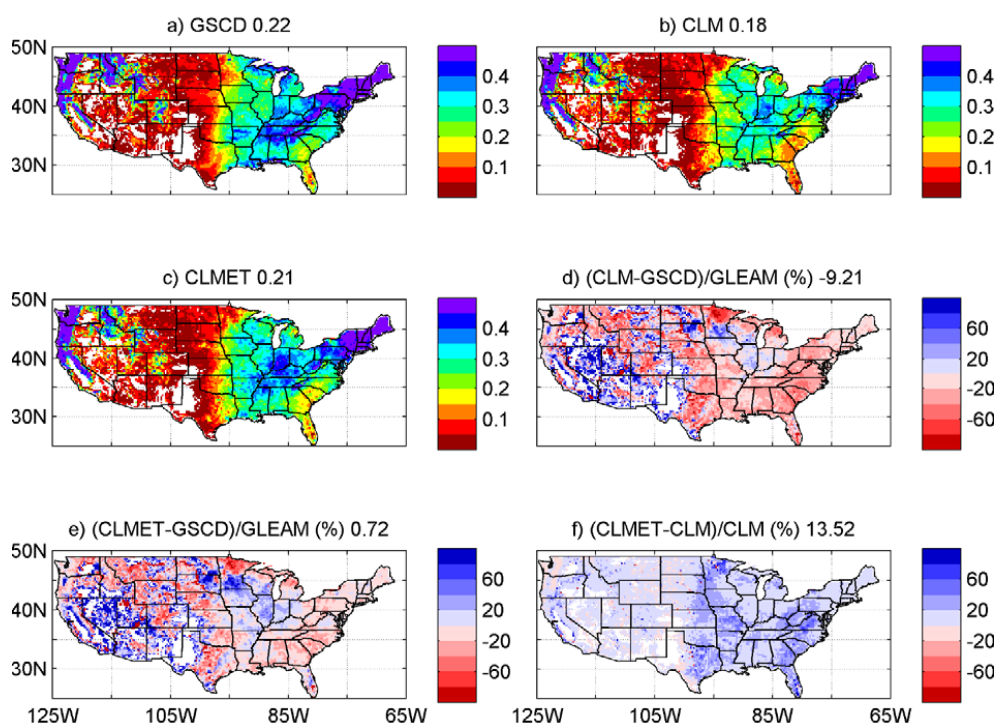 a) GSCD 0.22
b) CLM 0.18
50N
40N
30N
0.4
0.3
0.2
0.1
0.4
0.3
0.2
0.1
c) CLMET 0.21
d) (CLM-GSCD)/GLEAM (%) -9.21
50N
40N
30N
0.4
0.3
0.2
0.1
60
20
-20
-60
e) (CLMET-GSCD)/GLEAM (%) 0.72
f) (CLMET-CLM)/CLM (%) 13.52
50N
40N
30N
60
20
-20
-60
60
20
-20
-60
125W 105W 85W 65W
125W 105W 85W 65W